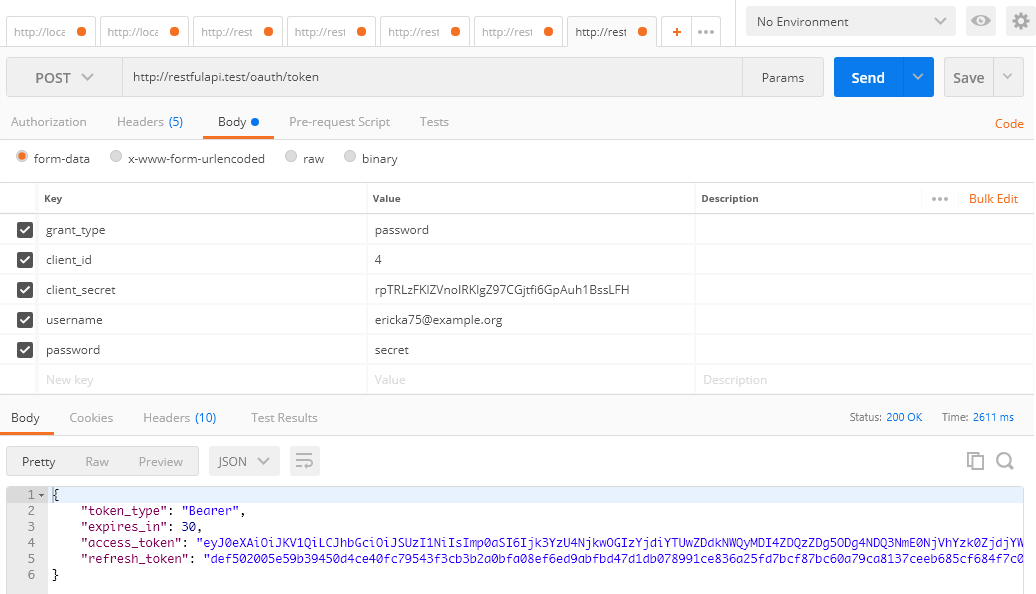 http://loca http://loca http://rest http://rest http://rest http://rest http://rest + ••• No Environment
POST http://restfulapi.test/oauth/token Params Send Save
Authorization Headers (5) Body Pre-request Script Tests Code
form-data x-www-form-urlencoded raw binary
Key Value Description ••• Bulk Edit
grant_type password
client_id 4
client_secret
username ericka75@example.org
password secret
New key Value Description
Body Cookies Headers (10) Test Results Status: 200 OK Time: 2611 ms
Pretty Raw Preview JSON
1 {
2 "token_type": "Bearer",
3 "expires_in": 30,
4 "access_token":
5 "refresh_token":
6 }